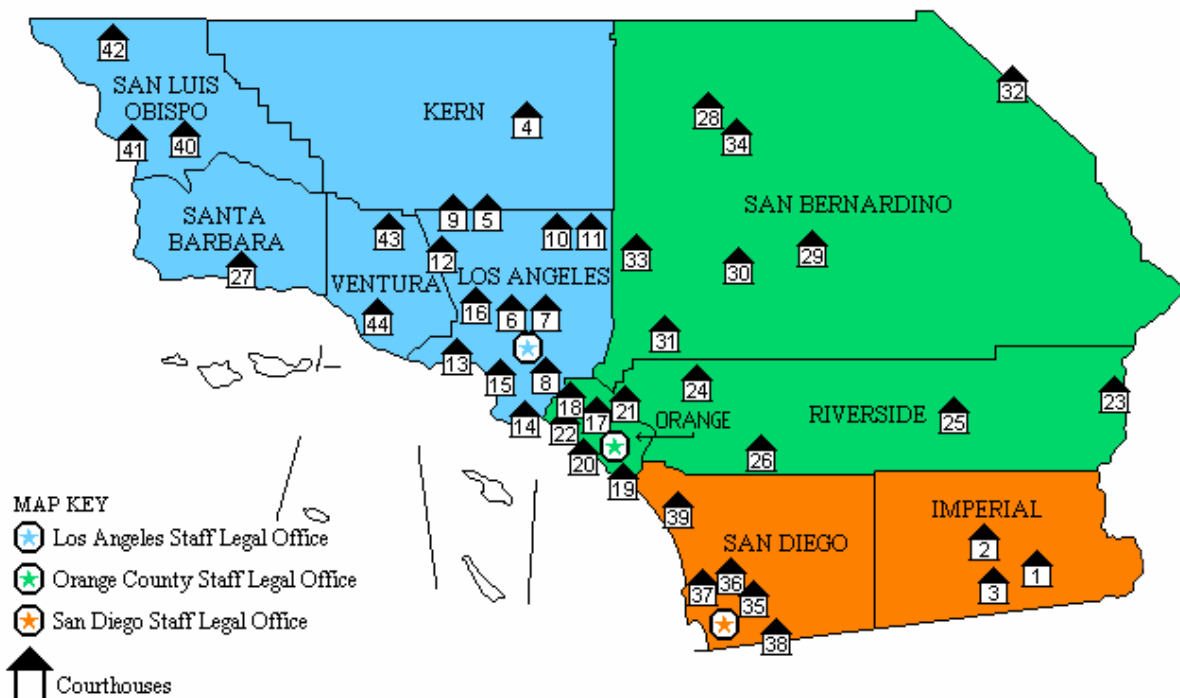 42
SAN LUIS
OBISPO
41
40
KERN
4
28
34
32
SAN BERNARDINO
SANTA
BARBARA
27
43
VENTURA
44
9
5
10
11
12
LOS ANGELES
16
6
7
13
15
8
14
33
30
29
31
18
17
21
22
20
19
ORANGE
24
RIVERSIDE
25
23
26
39
SAN DIEGO
37
36
35
38
IMPERIAL
2
1
3
MAP KEY
Los Angeles Staff Legal Office
Orange County Staff Legal Office
San Diego Staff Legal Office
Courthouses